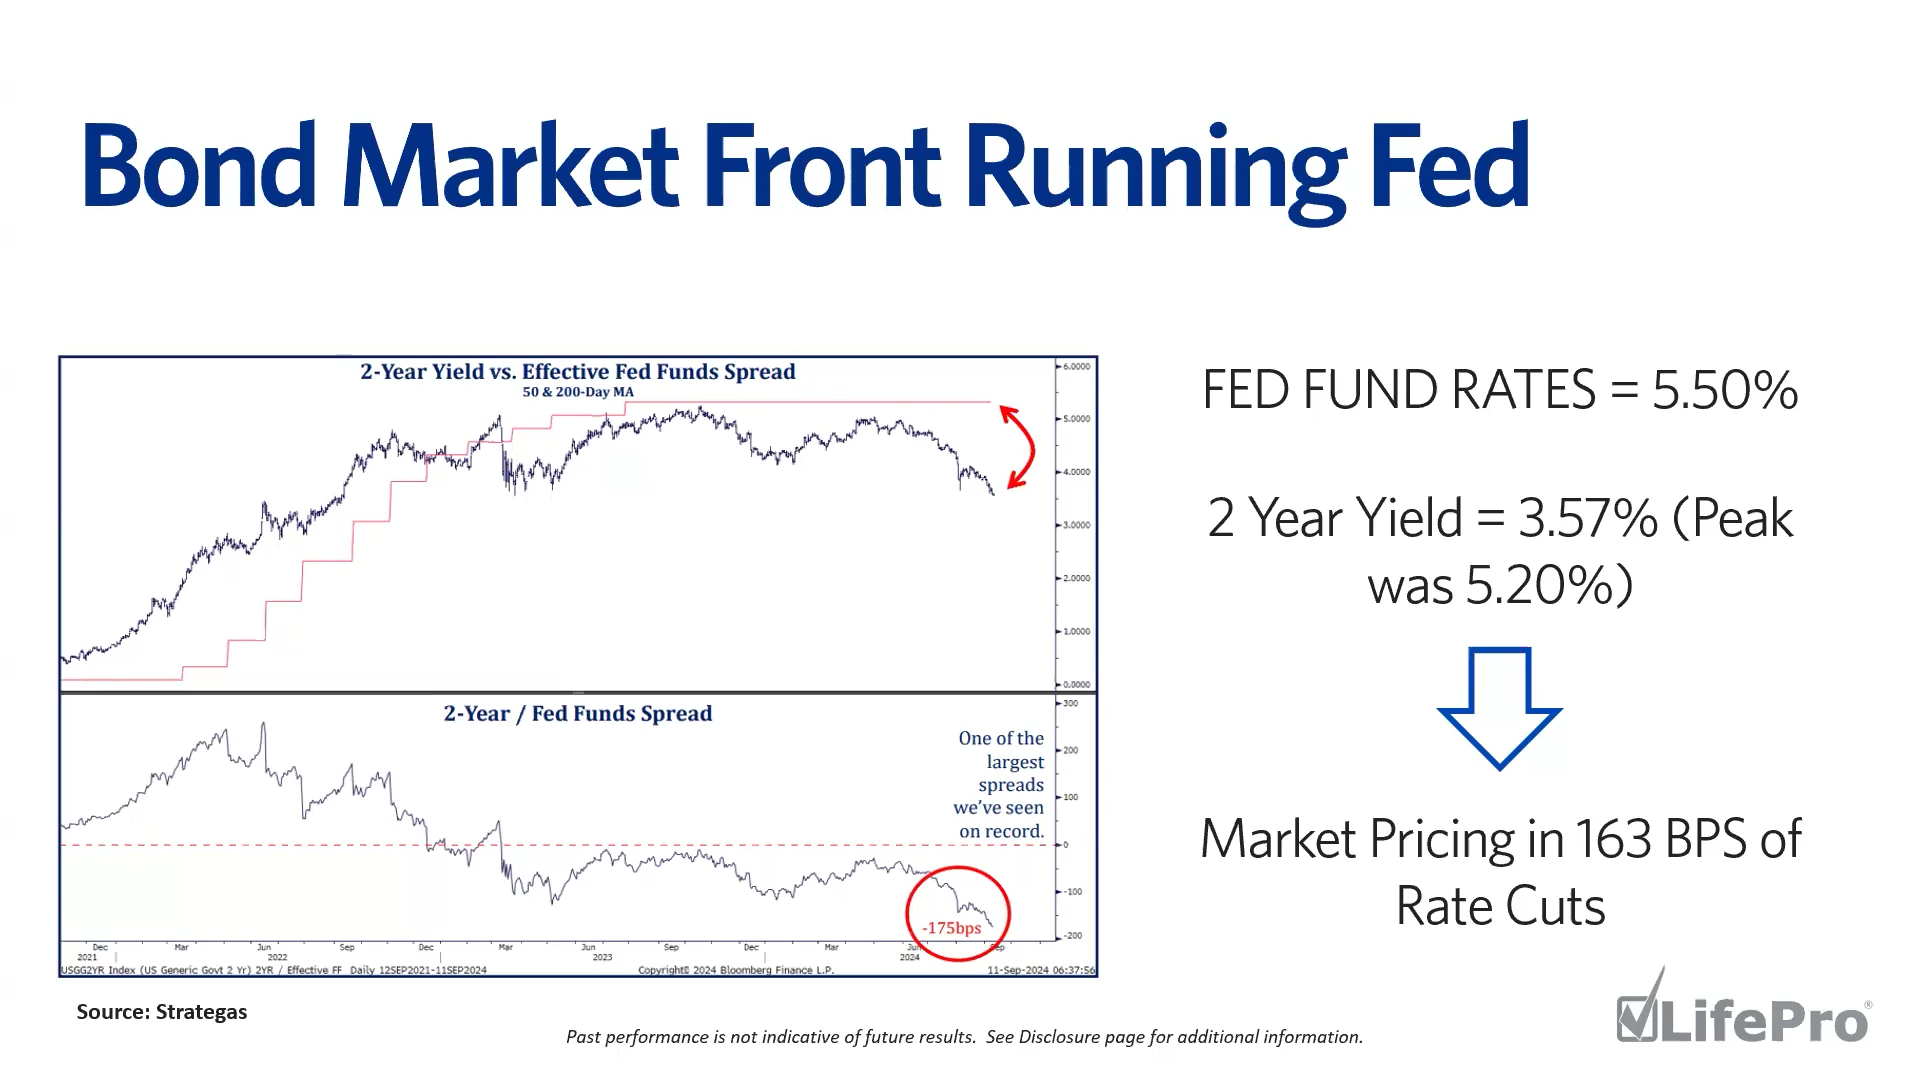 Bond Market Front Running Fed
2-Year Yield vs. Effective Fed Funds Spread
50 & 200-Day MA
6.0000
5.0000
4.0000
3.0000
2.0000
1.0000
0.0000
2-Year / Fed Funds Spread
One of the
largest
spreads
we've seen
on record.
300
200
100
0
-100
-200
-175bps
Dec Mar Jun Sep Dec Mar Jun Sep Dec Mar Jun Sep
2021 2022 2023 2024
USGG2YR Index (US Generic Govt 2 Yr) 2YR / Effective FF Daily 12SEP2021-11SEP2024 Copyright© 2024 Bloomberg Finance L.P. 11-Sep-2024 06:37:56
FED FUND RATES = 5.50%
2 Year Yield = 3.57% (Peak
was 5.20%)
Market Pricing in 163 BPS of
Rate Cuts
Source: Strategas
Past performance is not indicative of future results. See Disclosure page for additional information.
LifePro®